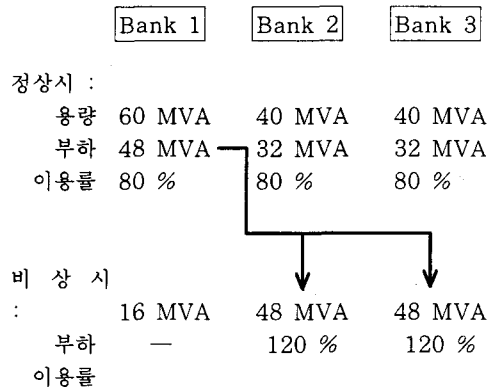 Bank 1 Bank 2 Bank 3
정상시 :
용량 60 MVA 40 MVA 40 MVA
부하 48 MVA 32 MVA 32 MVA
이용률 80 % 80 % 80 %
비 상 시
: 16 MVA 48 MVA 48 MVA
부하 — 120 % 120 %
이용률